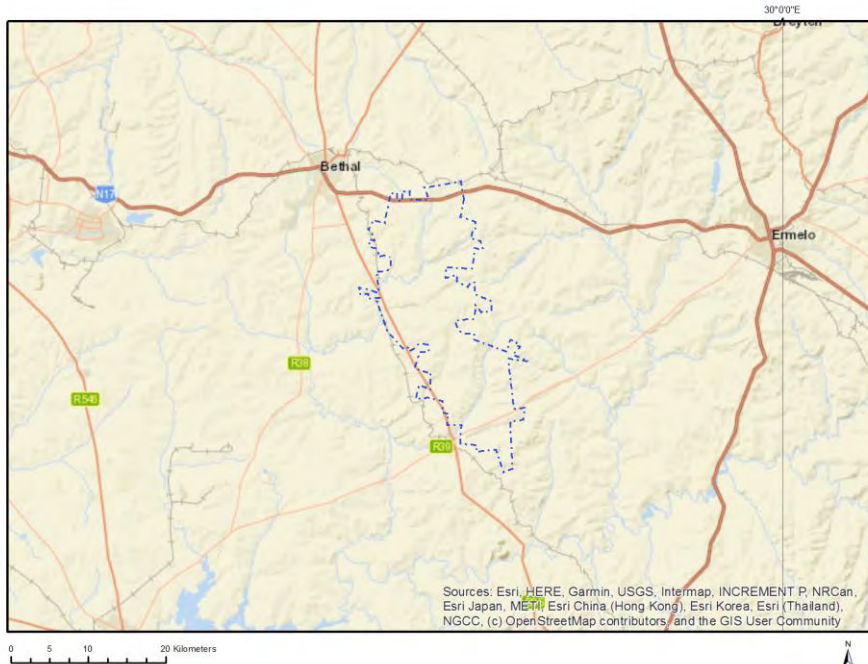 30°0'0"E
Breyten
Bethal
N17
Ermelo
R38
R546
R39
Sources: Esri, HERE, Garmin, USGS, Intermap, INCREMENT P, NRCan,
Esri Japan, METI, Esri China (Hong Kong), Esri Korea, Esri (Thailand),
NGCC, (c) OpenStreetMap contributors, and the GIS User Community
0 5 10 20 Kilometers
N